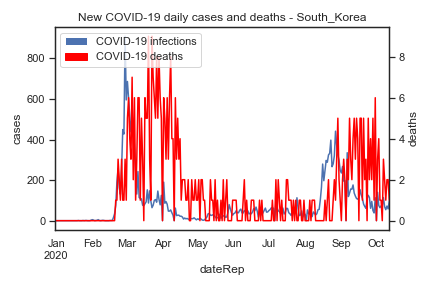 New COVID-19 daily cases and deaths - South_Korea
COVID-19 infections
COVID-19 deaths
800
600
400
200
0
cases
8
6
4
2
0
deaths
Jan Feb Mar Apr May Jun Jul Aug Sep Oct
2020
dateRep